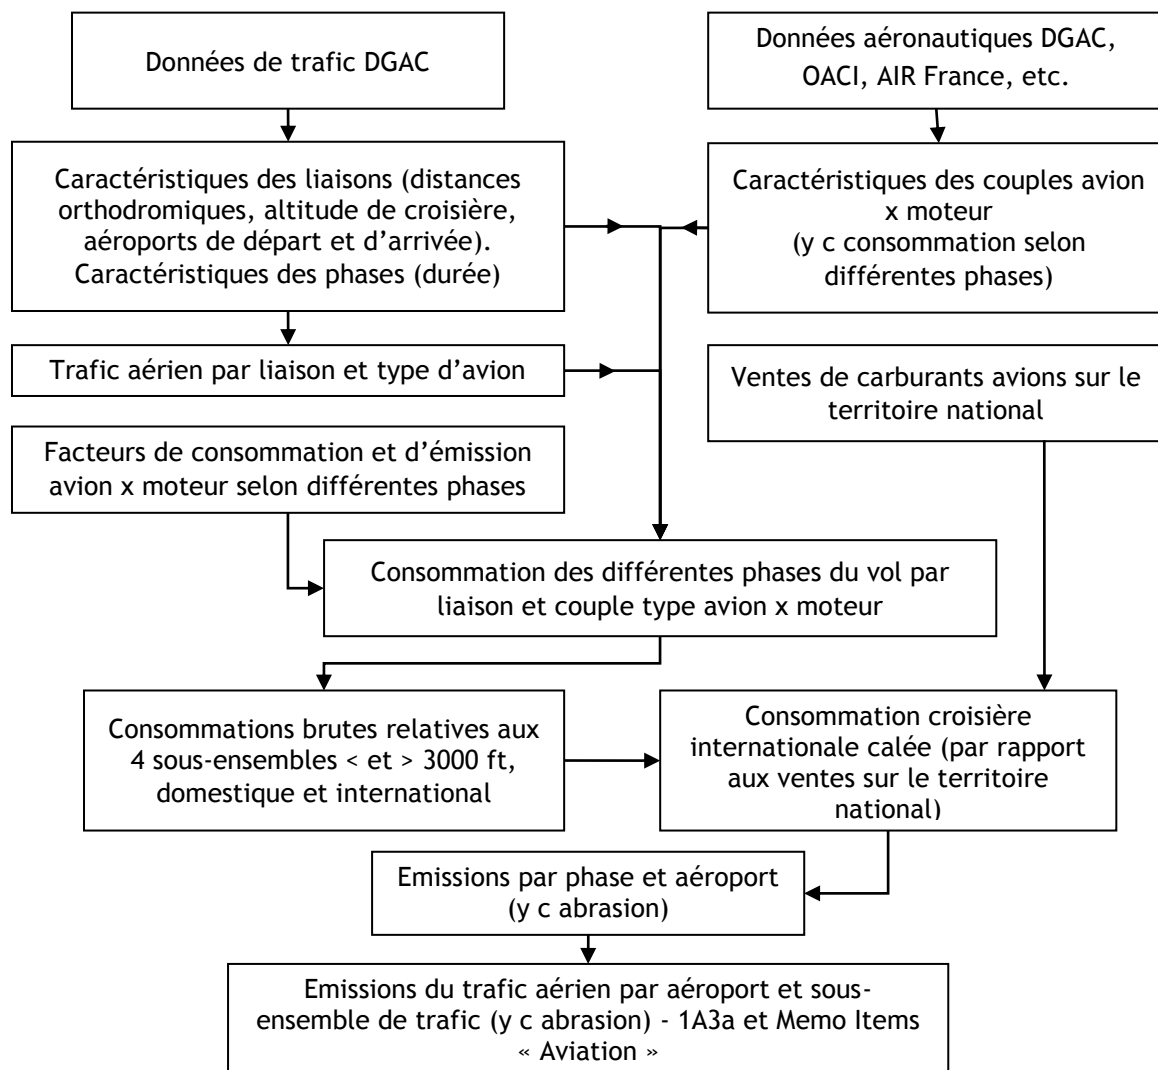 Données de trafic DGAC
Données aéronautiques DGAC,
OACI, AIR France, etc.
Caractéristiques des liaisons (distances
orthodromiques, altitude de croisière,
aéroports de départ et d’arrivée).
Caractéristiques des phases (durée)
Caractéristiques des couples avion
x moteur
(y c consommation selon
différentes phases)
Trafic aérien par liaison et type d’avion
Ventes de carburants avions sur le
territoire national
Facteurs de consommation et d’émission
avion x moteur selon différentes phases
Consommation des différentes phases du vol par
liaison et couple type avion x moteur
Consommations brutes relatives aux
4 sous-ensembles < et > 3000 ft,
domestique et international
Consommation croisière
internationale calée (par rapport
aux ventes sur le territoire
national)
Emissions par phase et aéroport
(y c abrasion)
Emissions du trafic aérien par aéroport et sous-
ensemble de trafic (y c abrasion) - 1A3a et Memo Items
« Aviation »